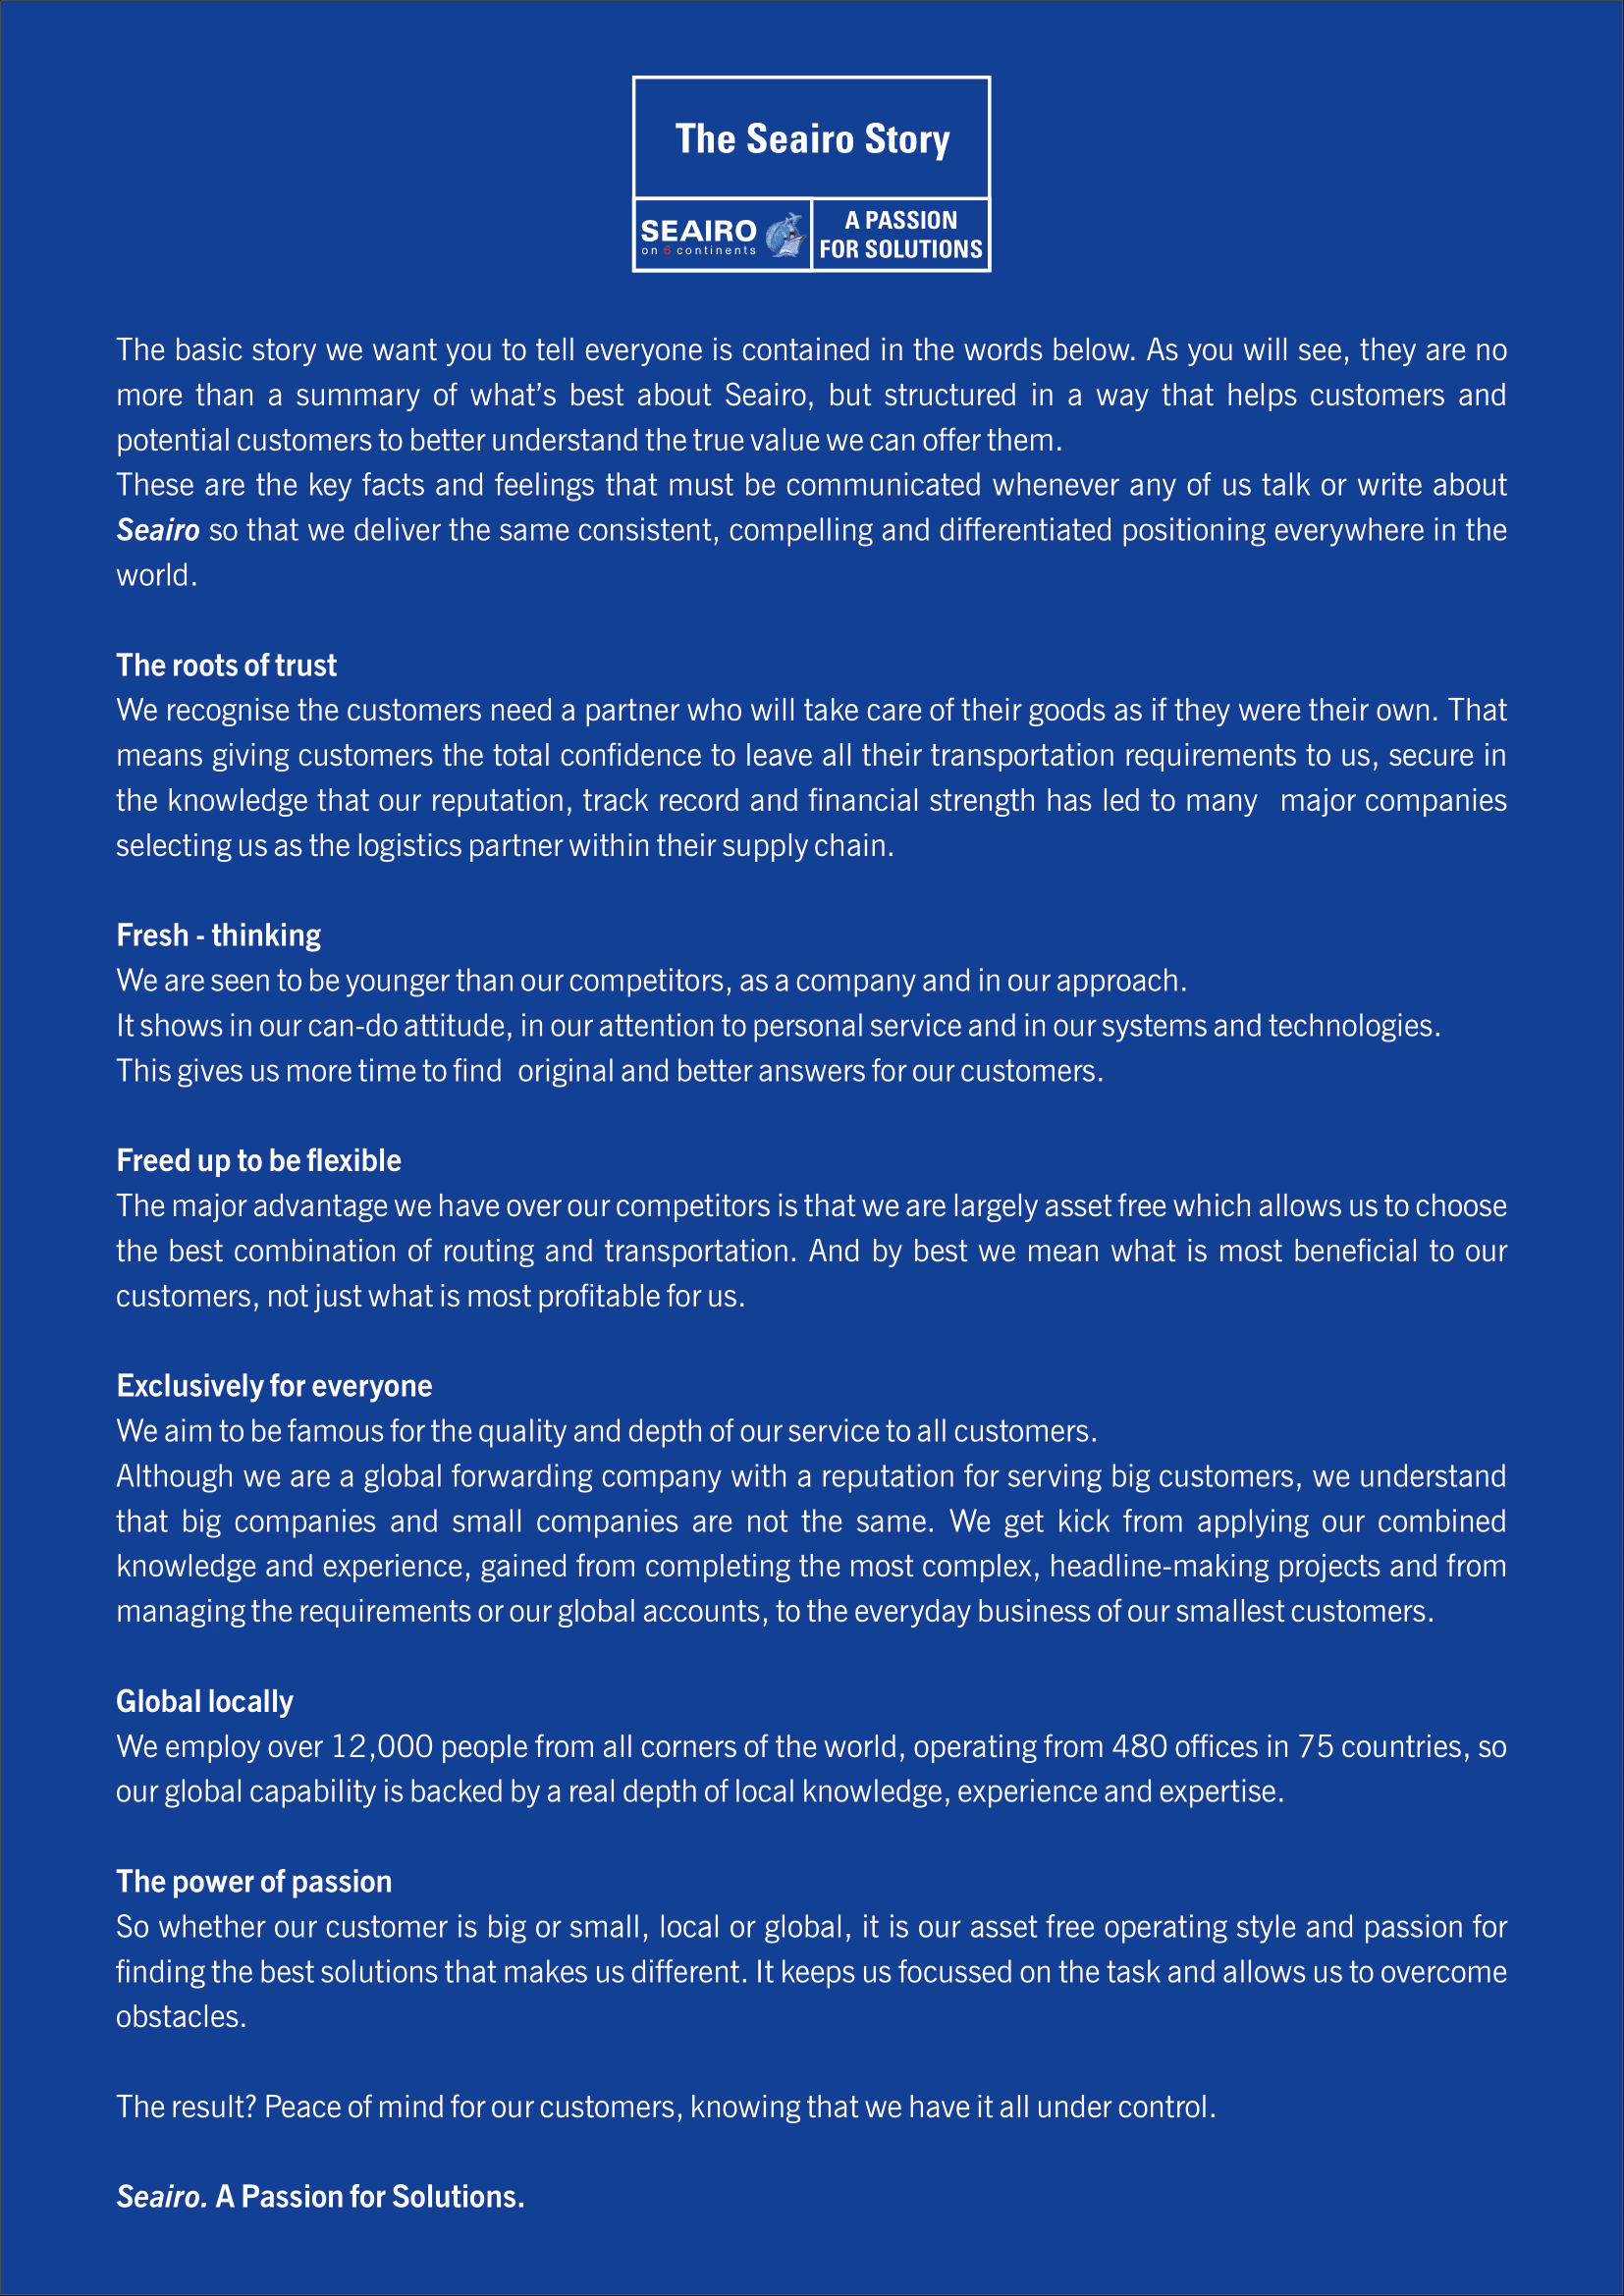 The Seairo Story
SEAIRO
on 6 continents
A PASSION
FOR SOLUTIONS
The basic story we want you to tell everyone is contained in the words below. As you will see, they are no
more than a summary of what’s best about Seairo, but structured in a way that helps customers and
potential customers to better understand the true value we can offer them.
These are the key facts and feelings that must be communicated whenever any of us talk or write about
Seairo so that we deliver the same consistent, compelling and differentiated positioning everywhere in the
world.
The roots of trust
We recognise the customers need a partner who will take care of their goods as if they were their own. That
means giving customers the total confidence to leave all their transportation requirements to us, secure in
the knowledge that our reputation, track record and financial strength has led to many major companies
selecting us as the logistics partner within their supply chain.
Fresh - thinking
We are seen to be younger than our competitors, as a company and in our approach.
It shows in our can-do attitude, in our attention to personal service and in our systems and technologies.
This gives us more time to find original and better answers for our customers.
Freed up to be flexible
The major advantage we have over our competitors is that we are largely asset free which allows us to choose
the best combination of routing and transportation. And by best we mean what is most beneficial to our
customers, not just what is most profitable for us.
Exclusively for everyone
We aim to be famous for the quality and depth of our service to all customers.
Although we are a global forwarding company with a reputation for serving big customers, we understand
that big companies and small companies are not the same. We get kick from applying our combined
knowledge and experience, gained from completing the most complex, headline-making projects and from
managing the requirements or our global accounts, to the everyday business of our smallest customers.
Global locally
We employ over 12,000 people from all corners of the world, operating from 480 offices in 75 countries, so
our global capability is backed by a real depth of local knowledge, experience and expertise.
The power of passion
So whether our customer is big or small, local or global, it is our asset free operating style and passion for
finding the best solutions that makes us different. It keeps us focussed on the task and allows us to overcome
obstacles.
The result? Peace of mind for our customers, knowing that we have it all under control.
Seairo. A Passion for Solutions.